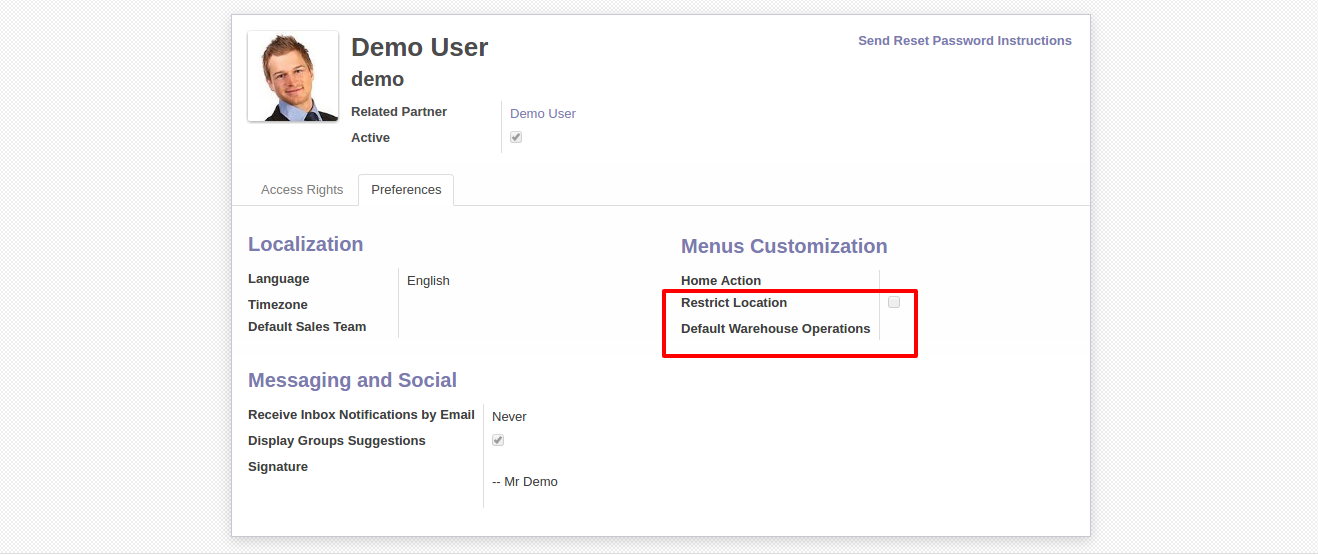 Demo User
Send Reset Password Instructions
demo
Related Partner
Demo User
Active
Access Rights
Preferences
Localization
Language
English
Timezone
Default Sales Team
Menus Customization
Home Action
Restrict Location
Default Warehouse Operations
Messaging and Social
Receive Inbox Notifications by Email
Never
Display Groups Suggestions
Signature
-- Mr Demo